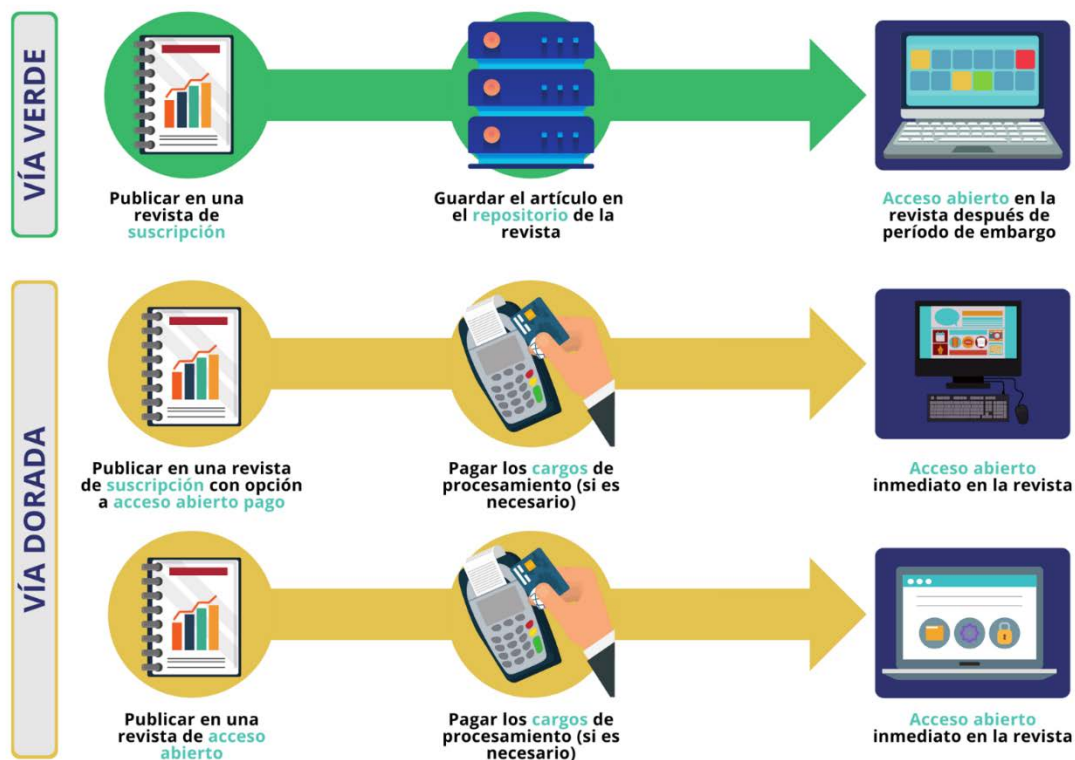 VÍA VERDE
Publicar en una
revista de
suscripción
Guardar el artículo en
el repositorio de la
revista
Acceso abierto en la
revista después de
período de embargo
VÍA DORADA
Publicar en una revista
de suscripción con opción
a acceso abierto pago
Pagar los cargos de
procesamiento (si es
necesario)
Acceso abierto
inmediato en la revista
Publicar en una
revista de acceso
abierto
Pagar los cargos de
procesamiento (si es
necesario)
Acceso abierto
inmediato en la revista